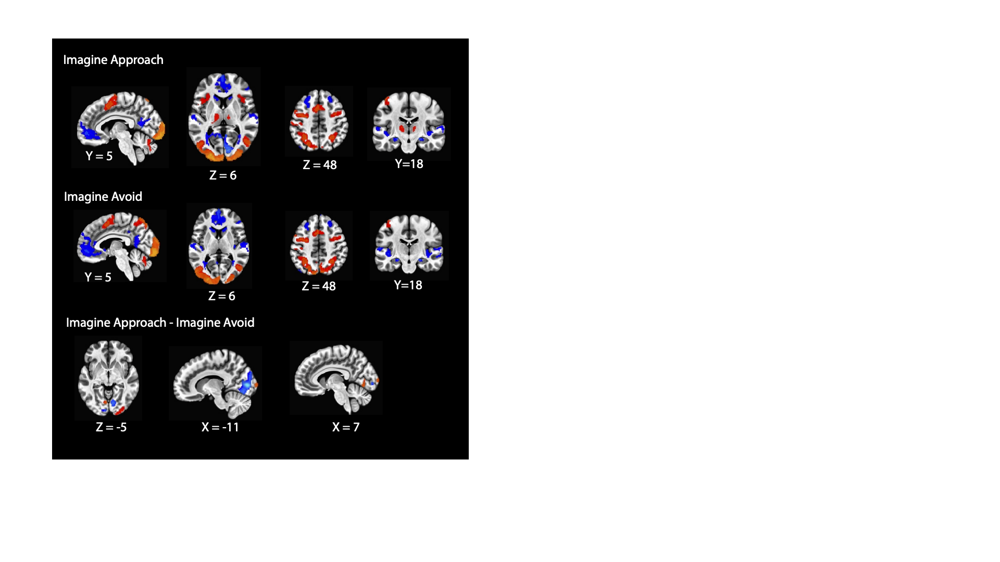 Imagine Approach
Y = 5
Z = 6
Z = 48
Y=18
Imagine Avoid
Y = 5
Z = 6
Z = 48
Y=18
Imagine Approach - Imagine Avoid
Z = -5
X = -11
X = 7